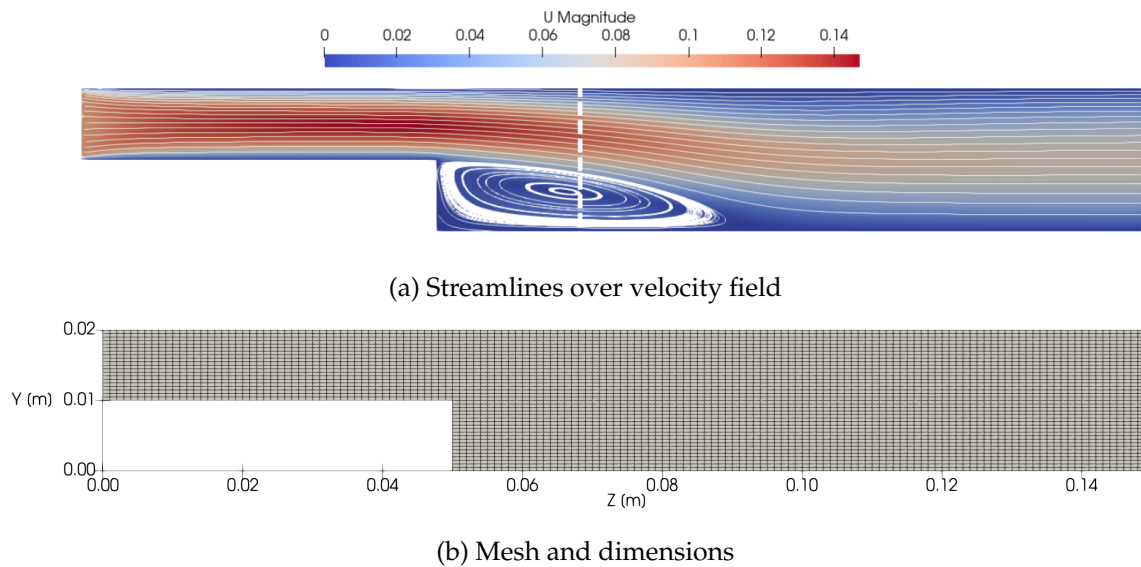 U Magnitude
0 0.02 0.04 0.06 0.08 0.1 0.12 0.14
(a) Streamlines over velocity field
0.02
Y (m) 0.01
0.00
0.00 0.02 0.04 0.06 0.08 0.10 0.12 0.14
Z (m)
(b) Mesh and dimensions